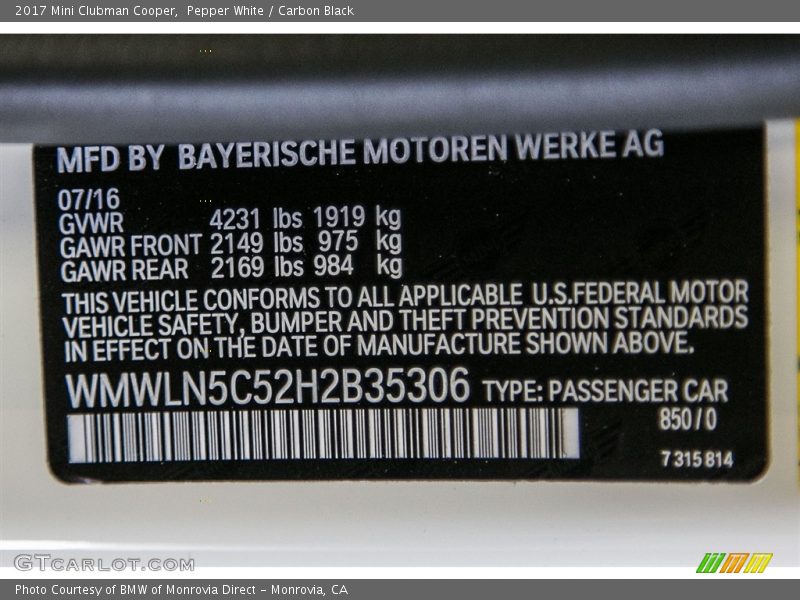 2017 Mini Clubman Cooper, Pepper White / Carbon Black
MFD BY BAYERISCHE MOTOREN WERKE AG
07/16
GVWR 4231 lbs 1919 kg
GAWR FRONT 2149 lbs 975 kg
GAWR REAR 2169 lbs 984 kg
THIS VEHICLE CONFORMS TO ALL APPLICABLE U.S.FEDERAL MOTOR
VEHICLE SAFETY, BUMPER AND THEFT PREVENTION STANDARDS
IN EFFECT ON THE DATE OF MANUFACTURE SHOWN ABOVE.
WMWLN5C52H2B35306 TYPE: PASSENGER CAR
850/0
7 315 814
GTCARLOT.COM
Photo Courtesy of BMW of Monrovia Direct - Monrovia, CA